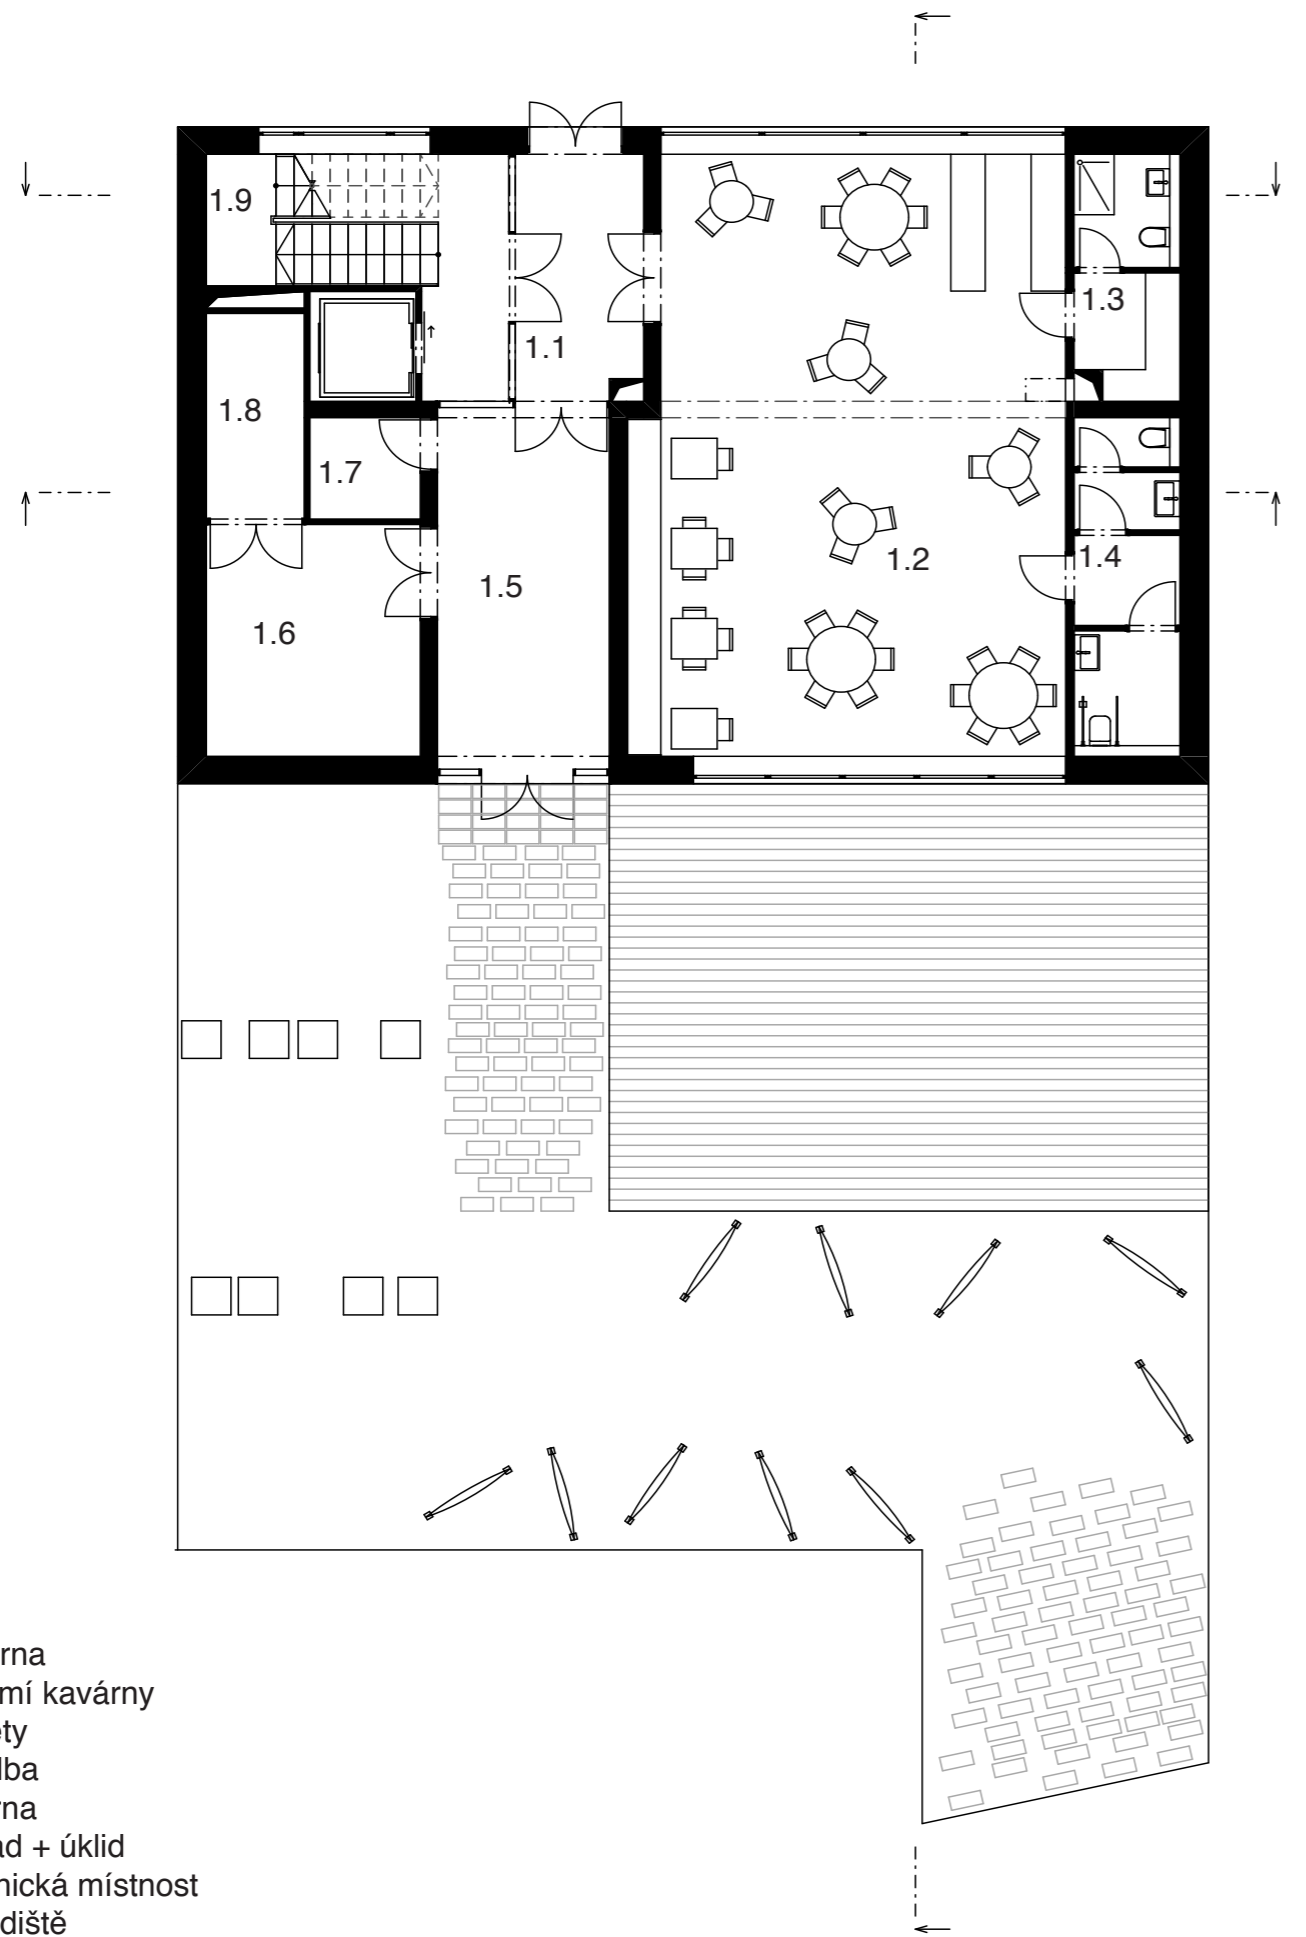 1.9
1.3
1.1
1.8
1.7
1.2
1.4
1.5
1.6
rna
mí kavárny
ety
lba
rna
ad + úklid
nická místnost
diště